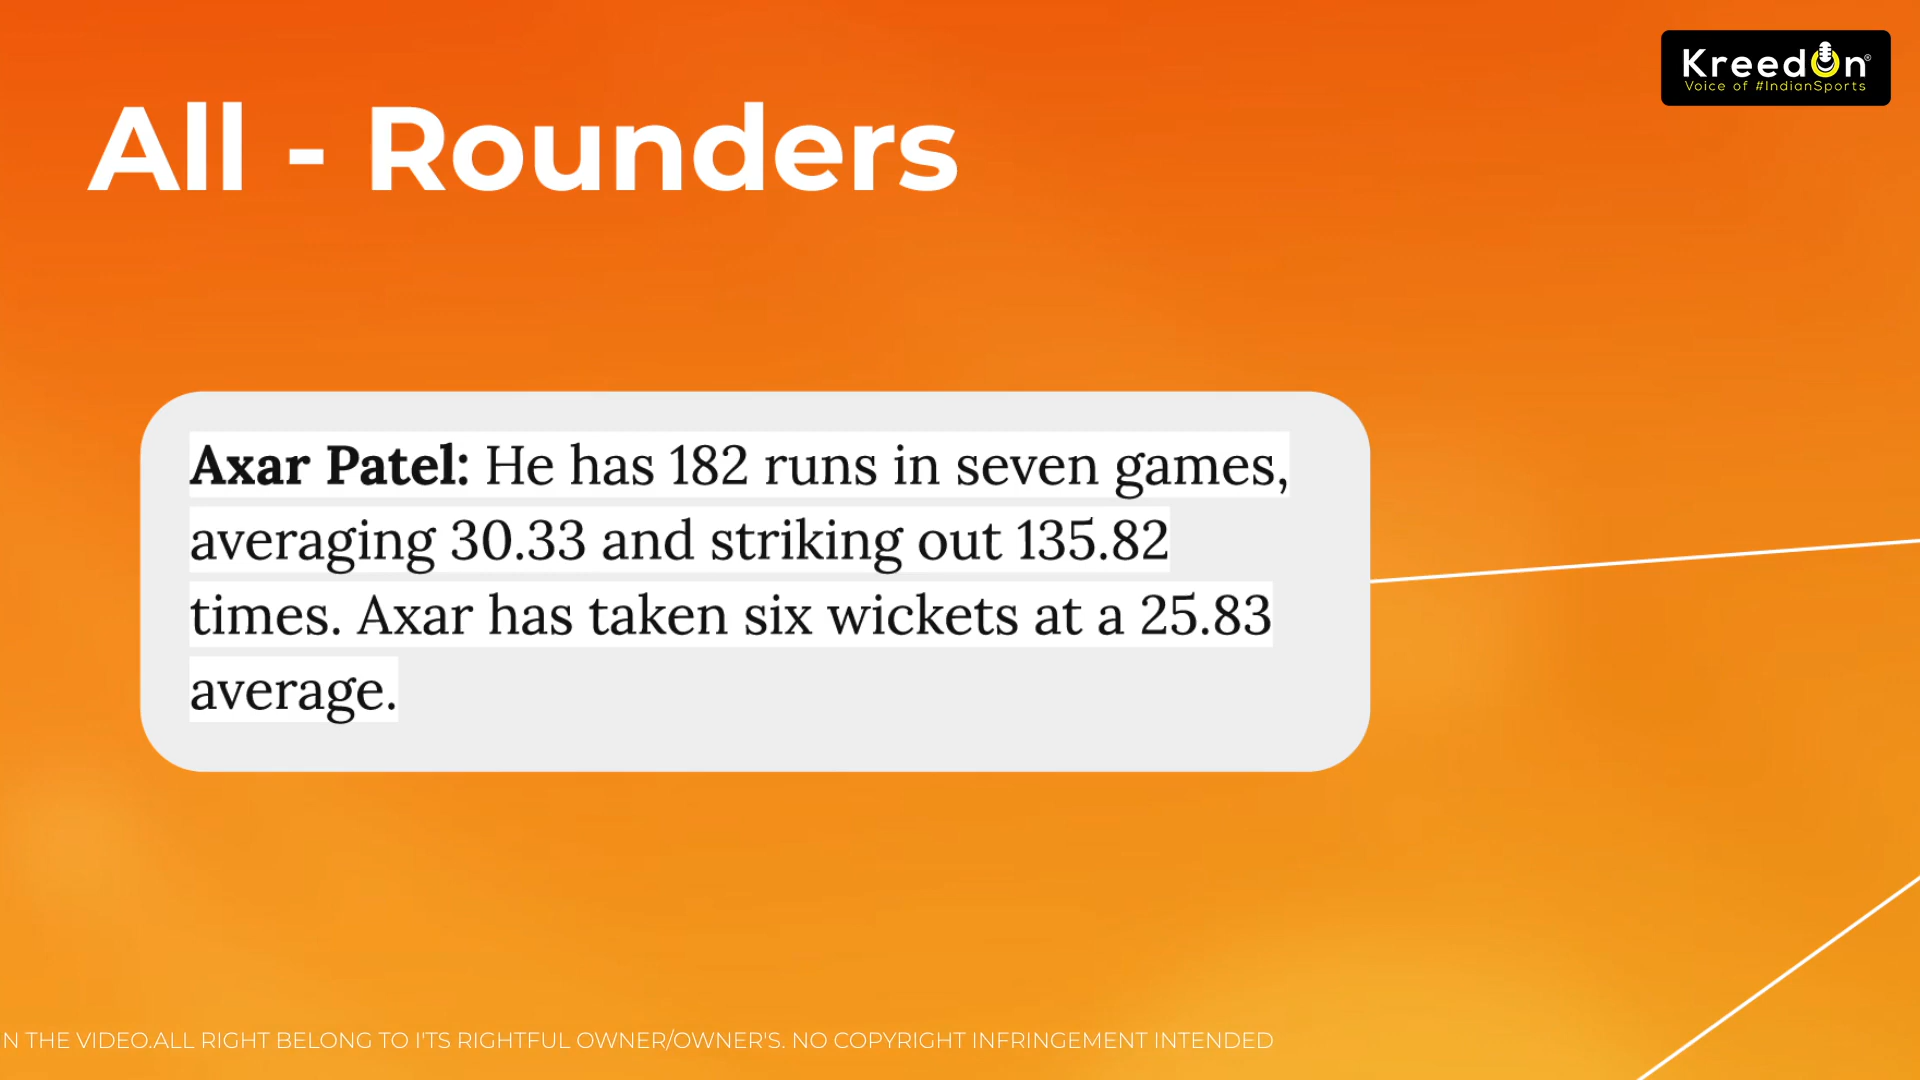 KreedOn®
Voice of #IndianSports
All - Rounders
Axar Patel: He has 182 runs in seven games,
averaging 30.33 and striking out 135.82
times. Axar has taken six wickets at a 25.83
average.
N THE VIDEO.ALL RIGHT BELONG TO I'TS RIGHTFUL OWNER/OWNER'S. NO COPYRIGHT INFRINGEMENT INTENDED